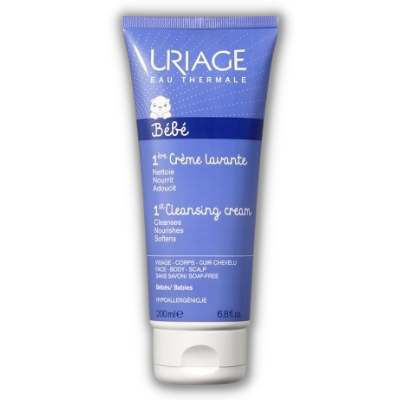 URIAGE
EAU THERMALE
Bébé
1ère Crème lavante
Nettoie
Nourrit
Adoucit
1st Cleansing cream
Cleanses
Nourishes
Softens
VISAGE - CORPS - CUIR CHEVELU
FACE - BODY - SCALP
SANS SAVON/ SOAP-FREE
Bébés/ Babies
HYPOALLERGÉNIQUE
200ml e 6.8fl.oz.